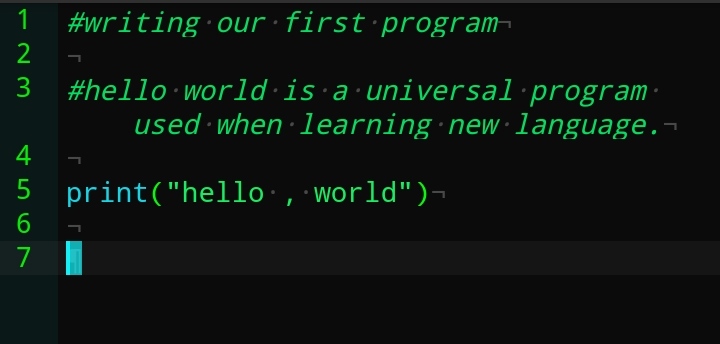 1 #writing our first program
2
3 #hello world is a universal program
used when learning new language.
4
5 print("hello , world")
6
7